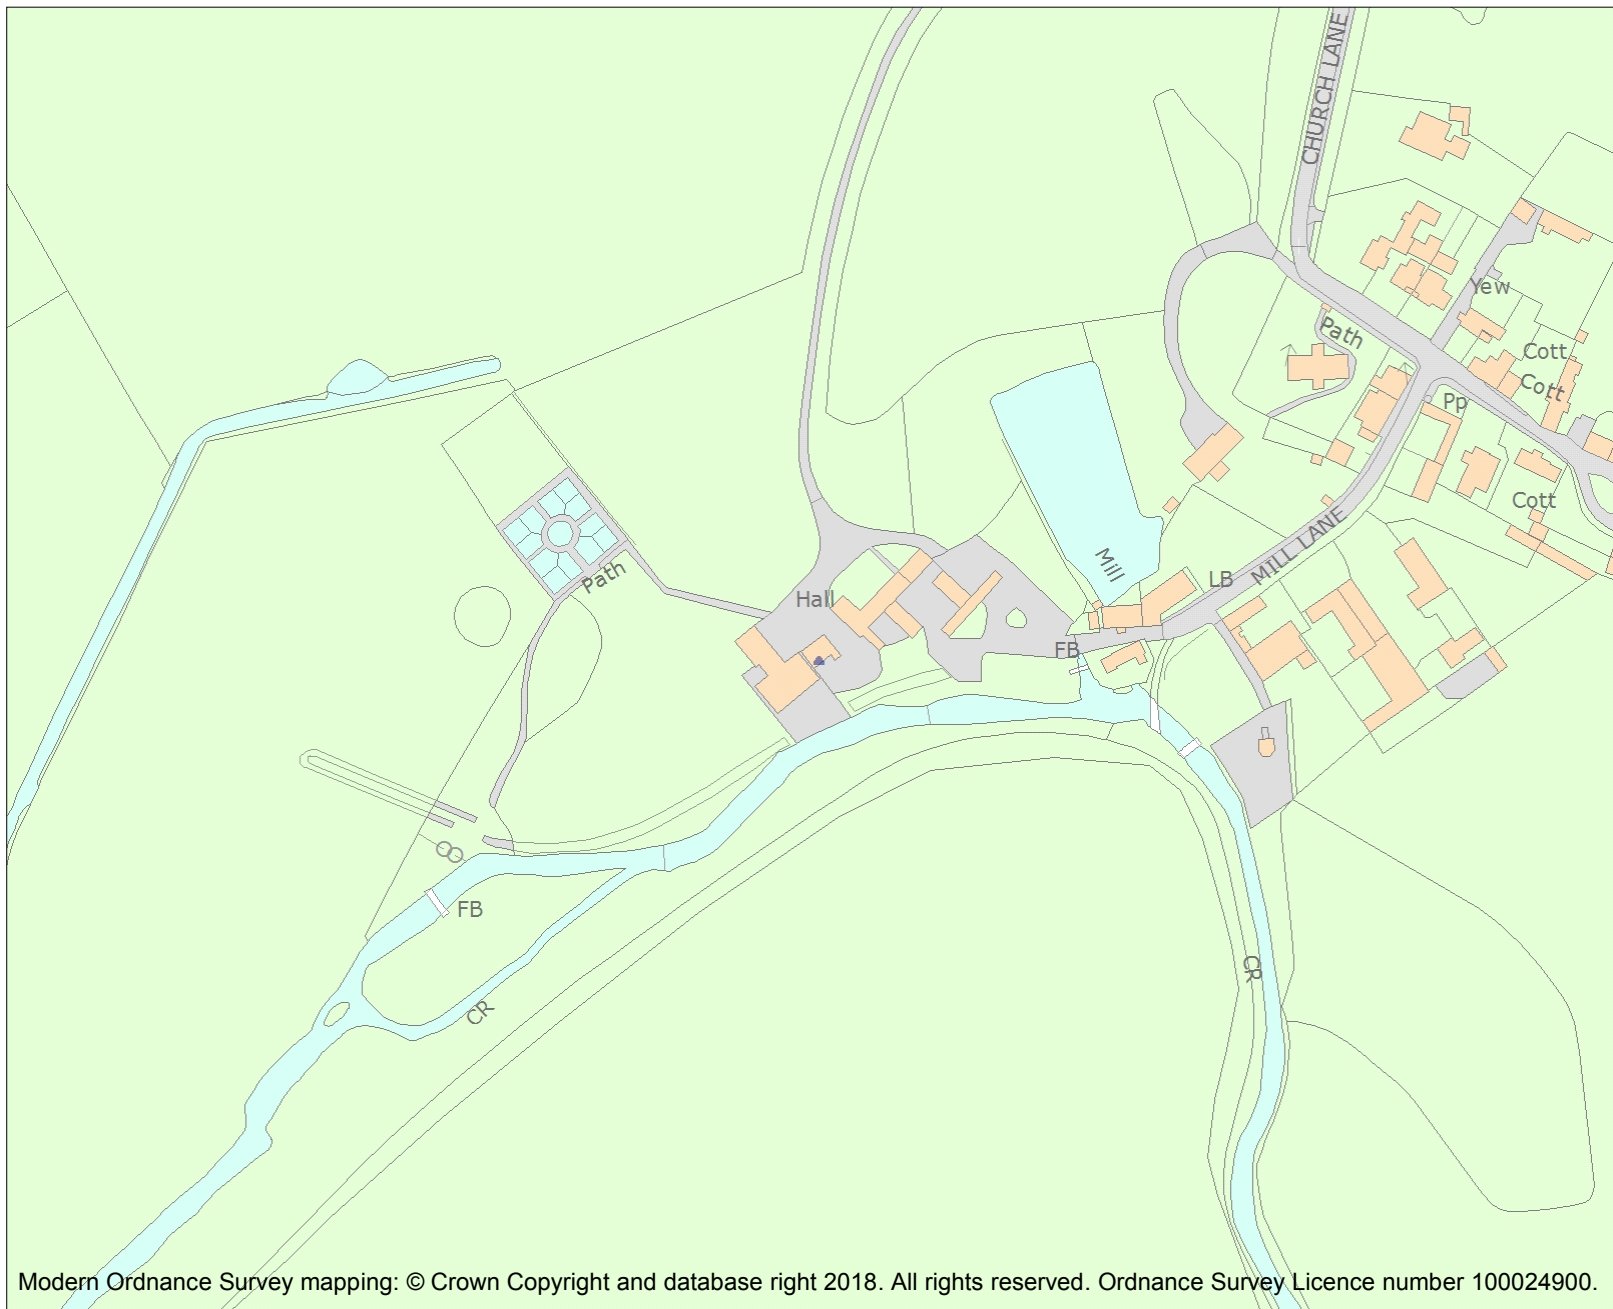 CHURCH LANE
Yew
Path
Cott
Cott
Pp
Cott
MILL LANE
Mill
LB
Path
Hall
FB
FB
CR
CR
Modern Ordnance Survey mapping: © Crown Copyright and database right 2018. All rights reserved. Ordnance Survey Licence number 100024900.